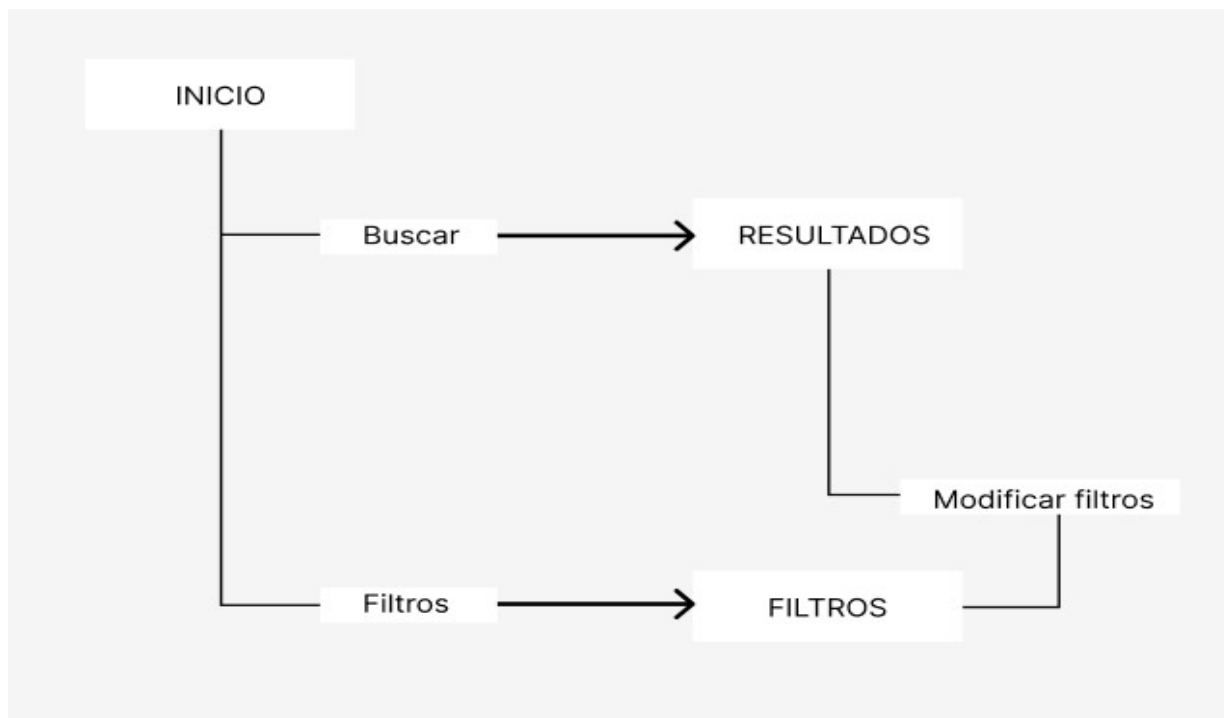 INICIO
Buscar
RESULTADOS
Modificar filtros
Filtros
FILTROS